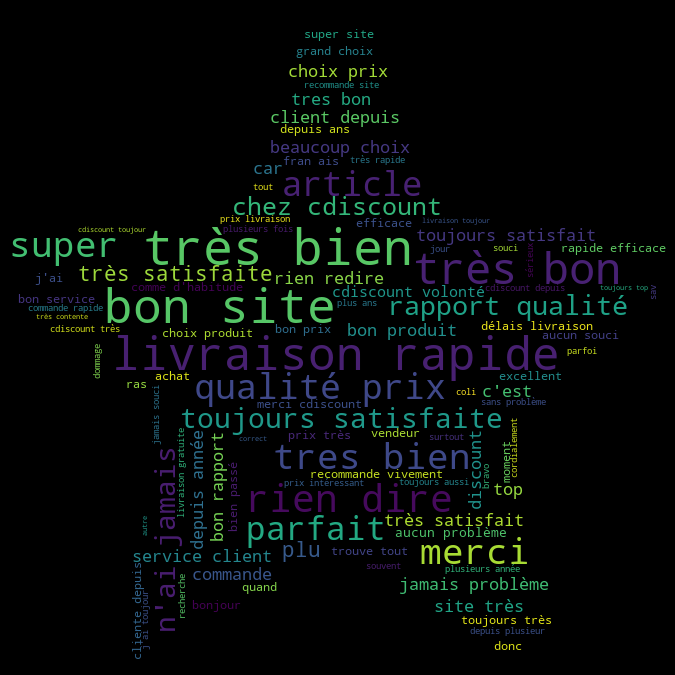 super site
grand choix
choix prix
recommande site
tres bon
client depuis
depuis ans
beaucoup choix
fran ais
très rapide
car
article
tout
chez cdiscount
prix livraison
livraison toujour
efficace
plusieurs fois
cdiscount toujour
super
très bien
toujours satisfait
jour
souci
rapide efficace
très bon
sérieux
j'ai
très satisfaite
rien redire
comme d'habitude
cdiscount volonté
cdiscount depuis
toujours top
sav
bon service
commande rapide
très contente
cdiscount très
bon site
plus ans
rapport qualité
choix produit
bon prix
bon produit
délais livraison
aucun souci
dommage
livraison rapide
parfoi
ras
achat
qualité prix
excellent
c'est
coli
sans problème
merci cdiscount
jamais souci
toujours satisfaite
livraison gratuite
depuis année
bon rapport
bien passé
correct
prix très
vendeur
surtout
tres bien
recommande vivement
prix intéressant
toujours aussi
discount
bravo
moment
cordialement
top
rien dire
n'ai jamais
autre
parfait
très satisfait
aucun problème
service client
plu
trouve tout
merci
commande
souvent
plusieurs année
jamais problème
quand
cliente depuis
j'ai toujour
recherche
bonjour
site très
toujours très
depuis plusieur
donc